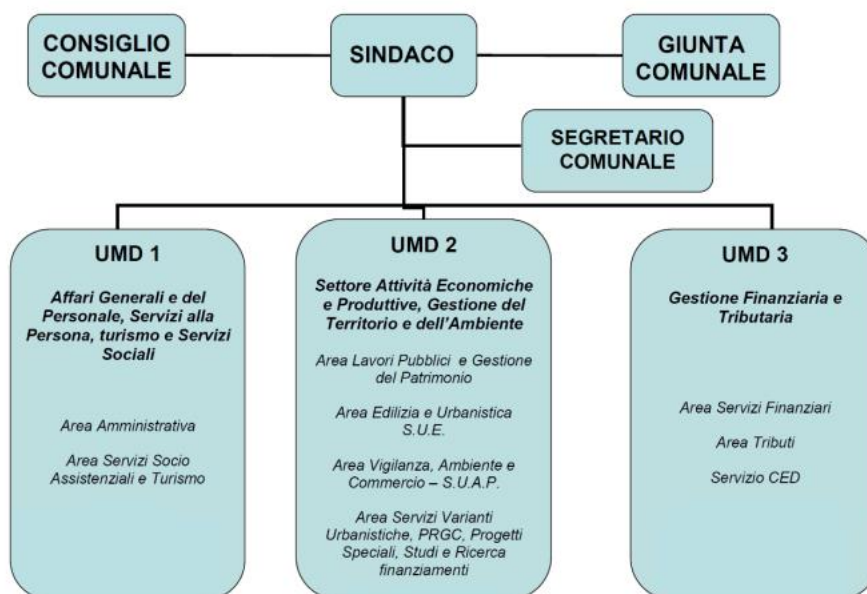 CONSIGLIO
COMUNALE
SINDACO
GIUNTA
COMUNALE
SEGRETARIO
COMUNALE
UMD 1
Affari Generali e del
Personale, Servizi alla
Persona, turismo e Servizi
Sociali
Area Amministrativa
Area Servizi Socio
Assistenziali e Turismo
UMD 2
Settore Attività Economiche
e Produttive, Gestione del
Territorio e dell'Ambiente
Area Lavori Pubblici e Gestione
del Patrimonio
Area Edilizia e Urbanistica
S.U.E.
Area Vigilanza, Ambiente e
Commercio – S.U.A.P.
Area Servizi Varianti
Urbanistiche, PRGC, Progetti
Speciali, Studi e Ricerca
finanziamenti
UMD 3
Gestione Finanziaria e
Tributaria
Area Servizi Finanziari
Area Tributi
Servizio CED